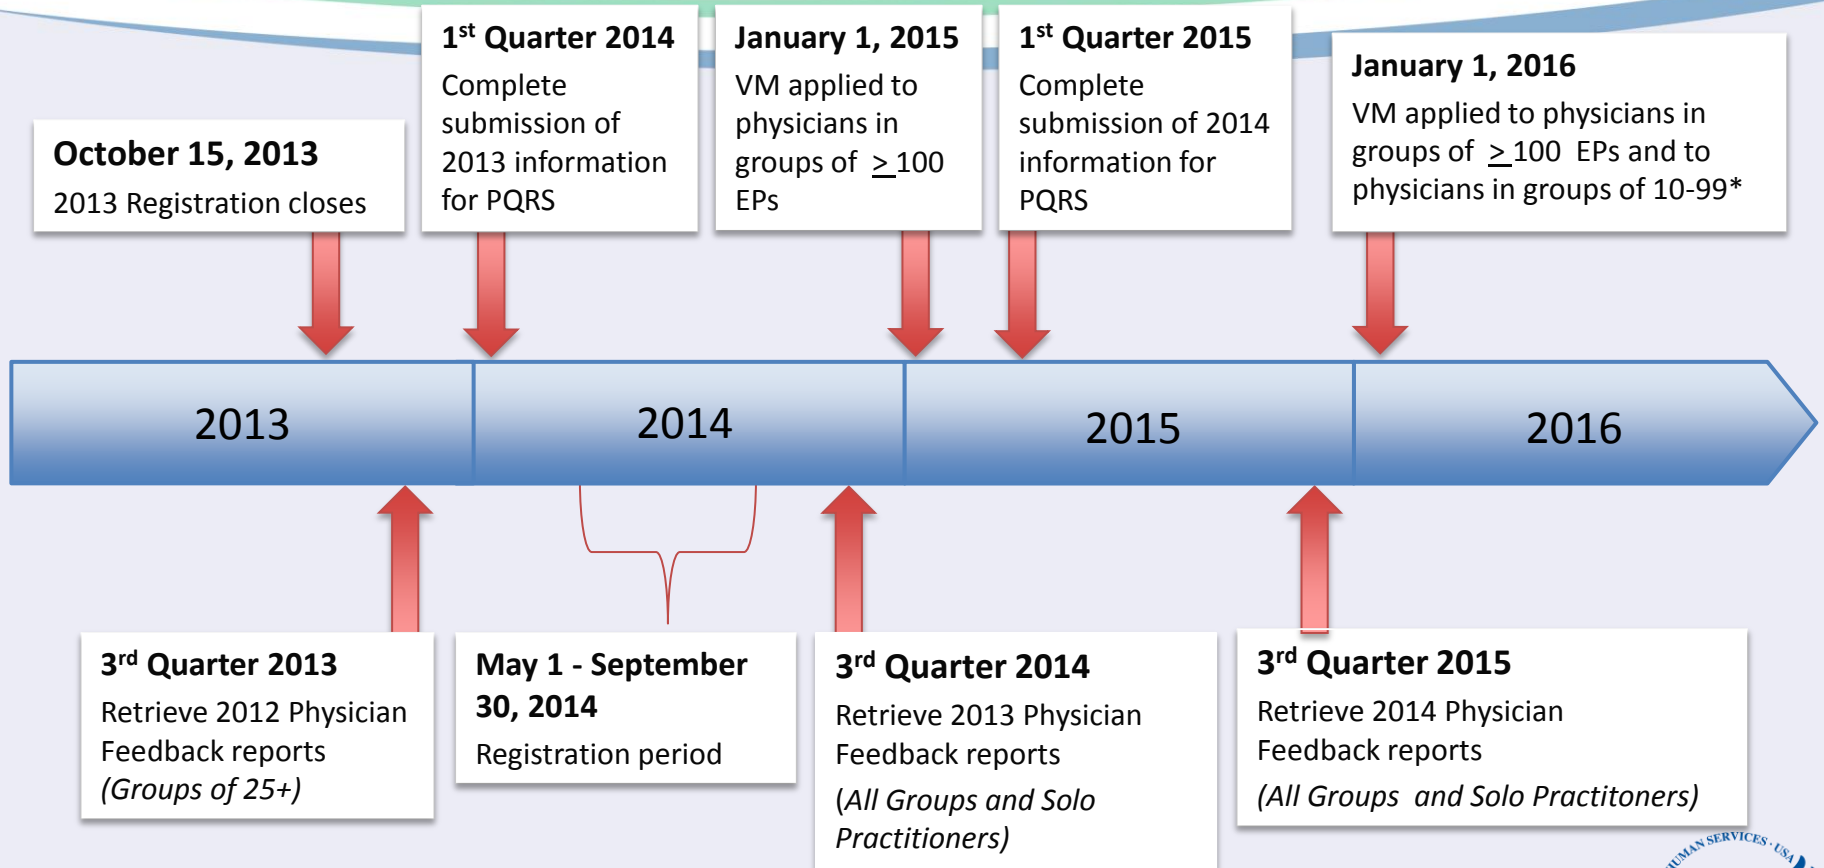 October 15, 2013
2013 Registration closes
1st Quarter 2014
Complete
submission of
2013 information
for PQRS
January 1, 2015
VM applied to
physicians in
groups of ≥ 100
EPs
1st Quarter 2015
Complete
submission of 2014
information for
PQRS
January 1, 2016
VM applied to physicians in
groups of ≥ 100 EPs and to
physicians in groups of 10-99*
2013
2014
2015
2016
3rd Quarter 2013
Retrieve 2012 Physician
Feedback reports
(Groups of 25+)
May 1 - September
30, 2014
Registration period
3rd Quarter 2014
Retrieve 2013 Physician
Feedback reports
(All Groups and Solo
Practitioners)
3rd Quarter 2015
Retrieve 2014 Physician
Feedback reports
(All Groups and Solo Practitoners)
HUMAN SERVICES · USA